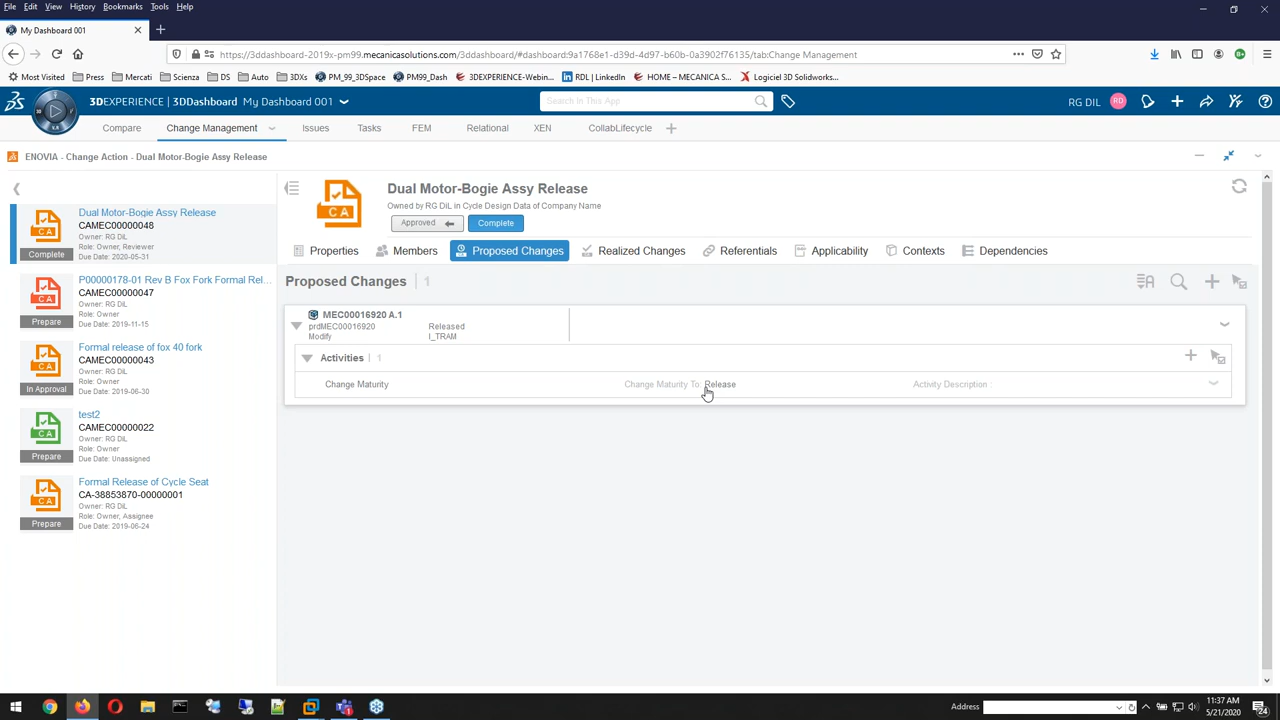 File Edit View History Bookmarks Tools Help
My Dashboard 001
https://3ddashboard-2019x-pm99.mecanicasolutions.com/3ddashboard/#dashboard:9a1768e1-d39d-4d97-b60b-0a3902f76135/tab:Change Management
Most Visited Press Mercati Scienza DS Auto 3DXs PM_99_3DSpace PM99_Dash 3DEXPERIENCE-Webin... RDL | LinkedIn HOME – MECANICA S... Logiciel 3D Solidworks...
3DEXPERIENCE | 3DDashboard My Dashboard 001
Search In This App
RG DIL RD
Compare Change Management Issues Tasks FEM Relational XEN CollabLifecycle
ENOVIA - Change Action - Dual Motor-Bogie Assy Release
Dual Motor-Bogie Assy Release
CAMEC00000048
Owner: RG DiL
Role: Owner, Reviewer
Due Date: 2020-05-31
CA
Complete
P00000178-01 Rev B Fox Fork Formal Rel...
CAMEC00000047
Owner: RG DiL
Role: Owner
Due Date: 2019-11-15
CA
Prepare
Formal release of fox 40 fork
CAMEC00000043
Owner: RG DiL
Role: Owner
Due Date: 2019-06-30
CA
In Approval
test2
CAMEC00000022
Owner: RG DiL
Role: Owner
Due Date: Unassigned
CA
Prepare
Formal Release of Cycle Seat
CA-38853870-00000001
Owner: RG DiL
Role: Owner, Assignee
Due Date: 2019-06-24
CA
Prepare
CA
Dual Motor-Bogie Assy Release
Owned by RG DiL in Cycle Design Data of Company Name
Approved Complete
Properties Members Proposed Changes Realized Changes Referentials Applicability Contexts Dependencies
Proposed Changes 1
MEC00016920 A.1
prdMEC00016920 Released
Modify I_TRAM
Activities 1
Change Maturity Change Maturity To: Release Activity Description :
Address
11:37 AM
5/21/2020
24